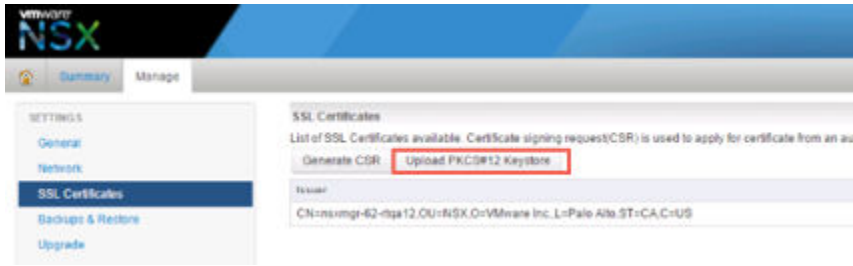 vmware
NSX
Summary Manage
SETTINGS
General
Network
SSL Certificates
Backups & Restore
Upgrade
SSL Certificates
List of SSL Certificates available. Certificate signing request(CSR) is used to apply for certificate from an au
Generate CSR Upload PKCS#12 Keystore
Issuer
CN=nsxmgr-62-rtqa12,OU=NSX,O=VMware Inc.,L=Palo Alto,ST=CA,C=US